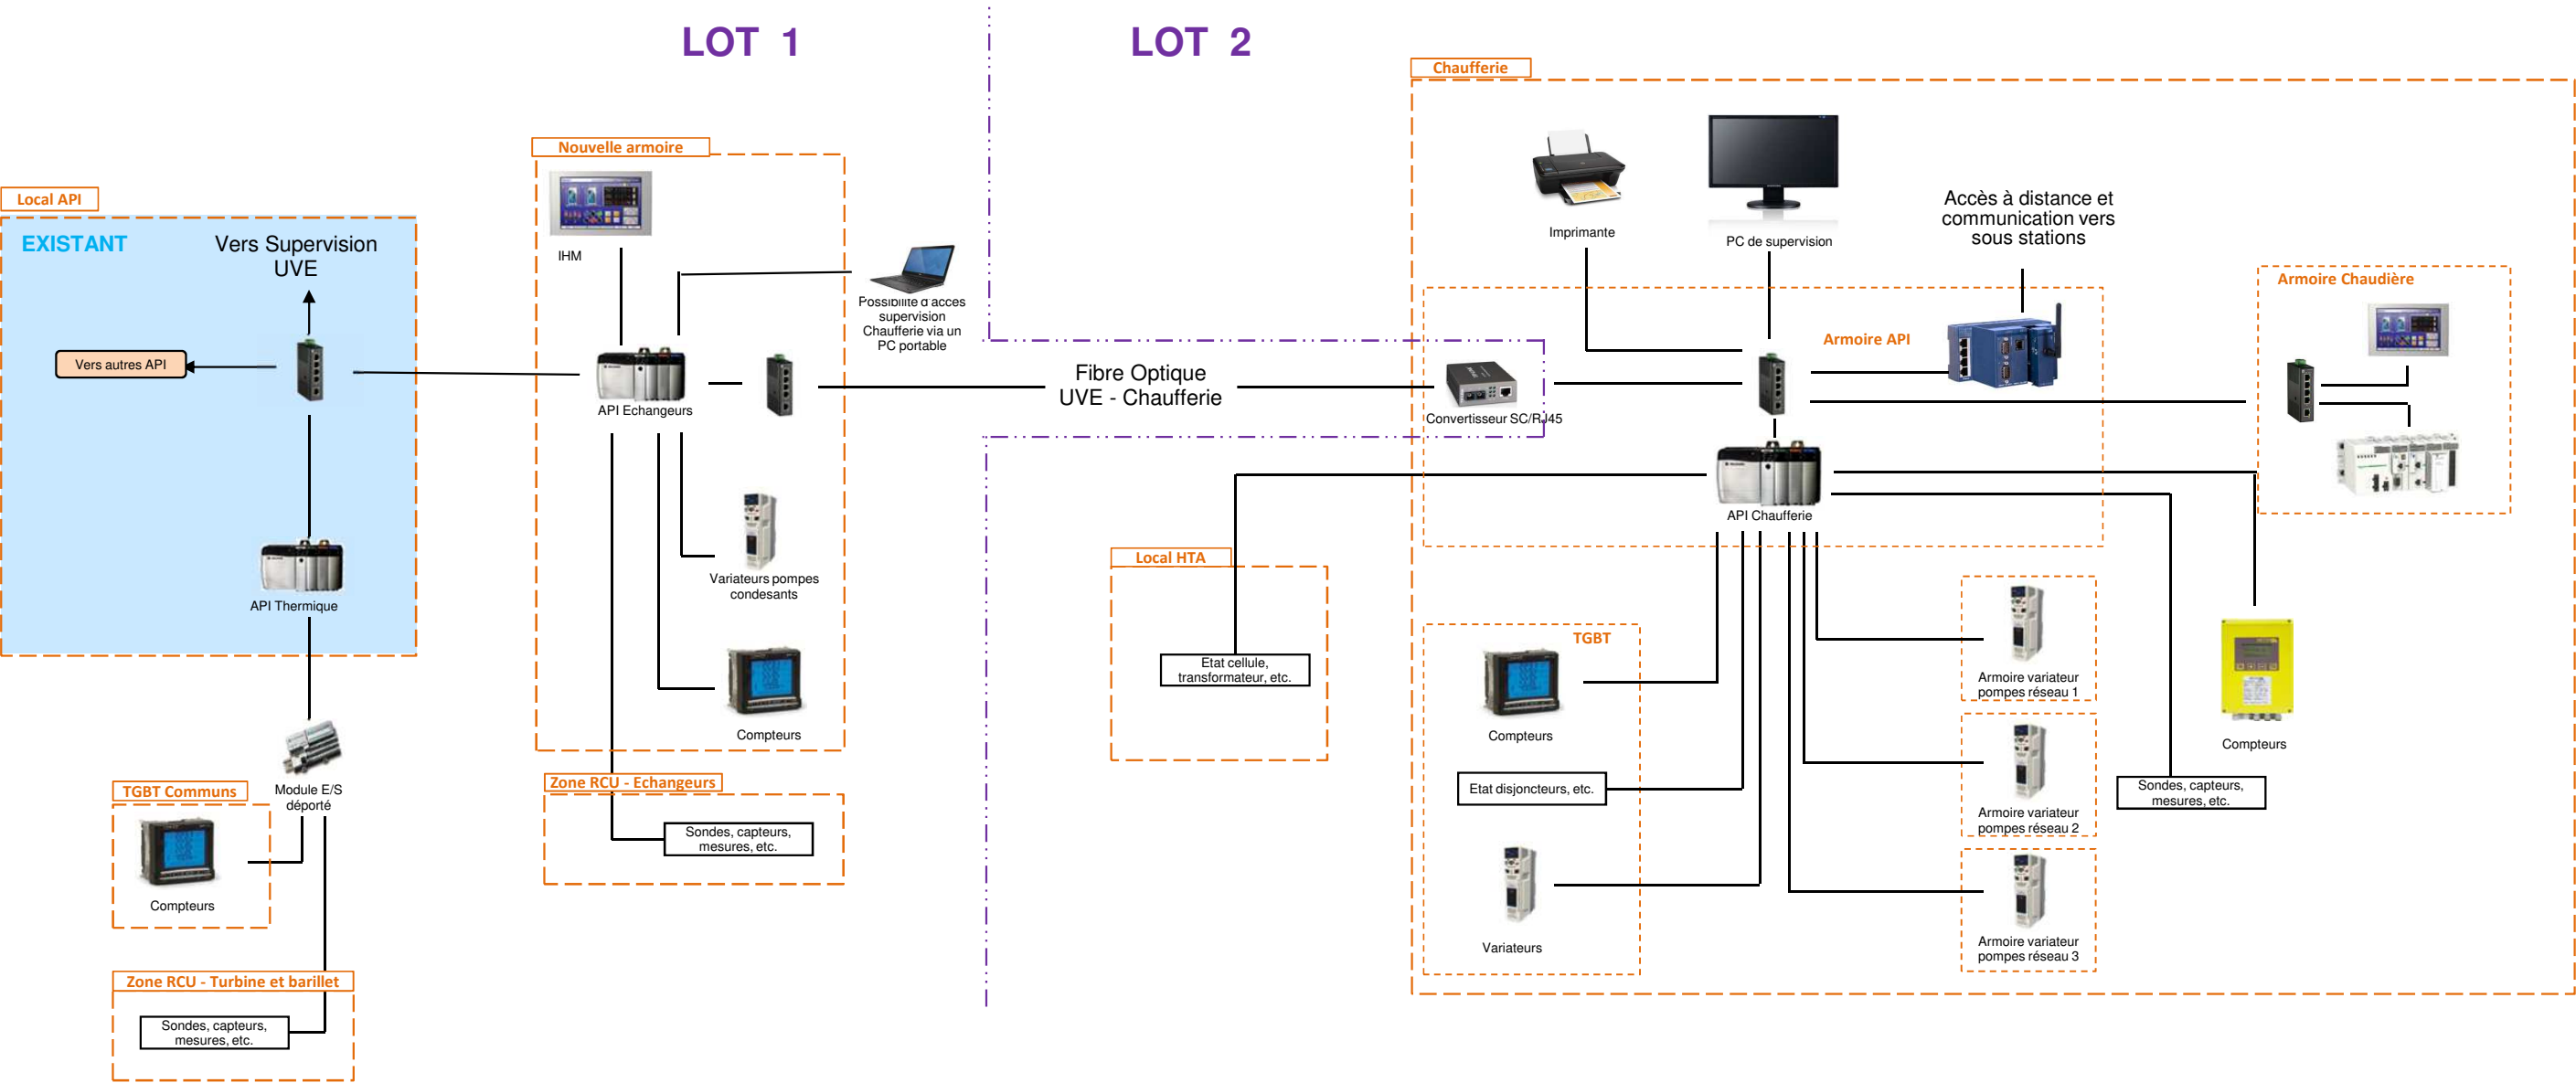 LOT 1
LOT 2
Local API
EXISTANT
Vers Supervision
UVE
Vers autres API
API Thermique
Module E/S
déporté
TGBT Communs
Compteurs
Zone RCU - Turbine et barillet
Sondes, capteurs,
mesures, etc.
Nouvelle armoire
IHM
Possibilité d'acces
supervision
Chaufferie via un
PC portable
API Echangeurs
Variateurs pompes
condesants
Compteurs
Zone RCU - Echangeurs
Sondes, capteurs,
mesures, etc.
Fibre Optique
UVE - Chaufferie
Chaufferie
Imprimante
PC de supervision
Accès à distance et
communication vers
sous stations
Armoire API
Convertisseur SC/RJ45
API Chaufferie
Armoire Chaudière
Local HTA
Etat cellule,
transformateur, etc.
TGBT
Compteurs
Etat disjoncteurs, etc.
Variateurs
Armoire variateur
pompes réseau 1
Armoire variateur
pompes réseau 2
Armoire variateur
pompes réseau 3
Sondes, capteurs,
mesures, etc.
Compteurs